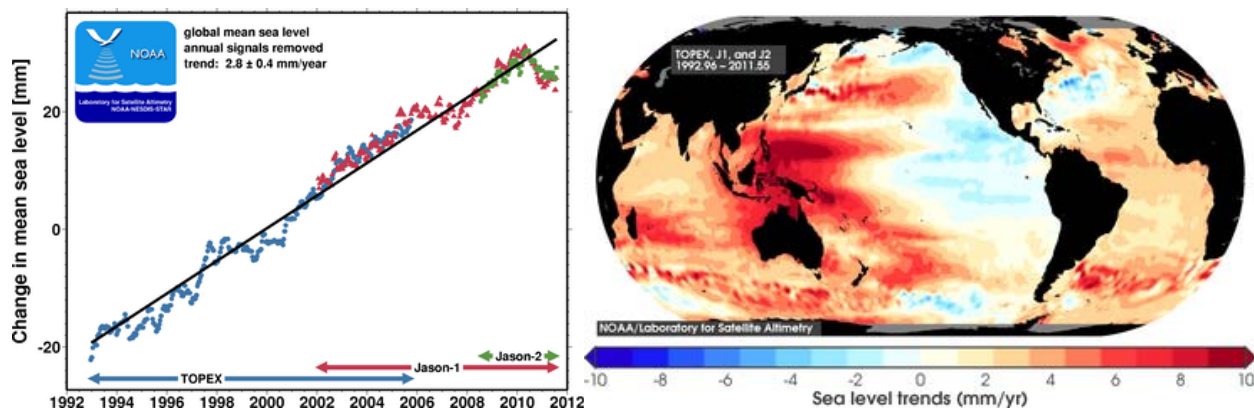 NOAA
Laboratory for Satellite Altimetry
NOAA-NESDIS-STAR
global mean sea level
annual signals removed
trend: 2.8 ± 0.4 mm/year
Change in mean sea level [mm]
20
0
-20
Jason-2
Jason-1
TOPEX
1992 1994 1996 1998 2000 2002 2004 2006 2008 2010 2012
TOPEX, J1, and J2
1992.96 - 2011.55
NOAA/Laboratory for Satellite Altimetry
-10 -8 -6 -4 -2 0 2 4 6 8 10
Sea level trends (mm/yr)